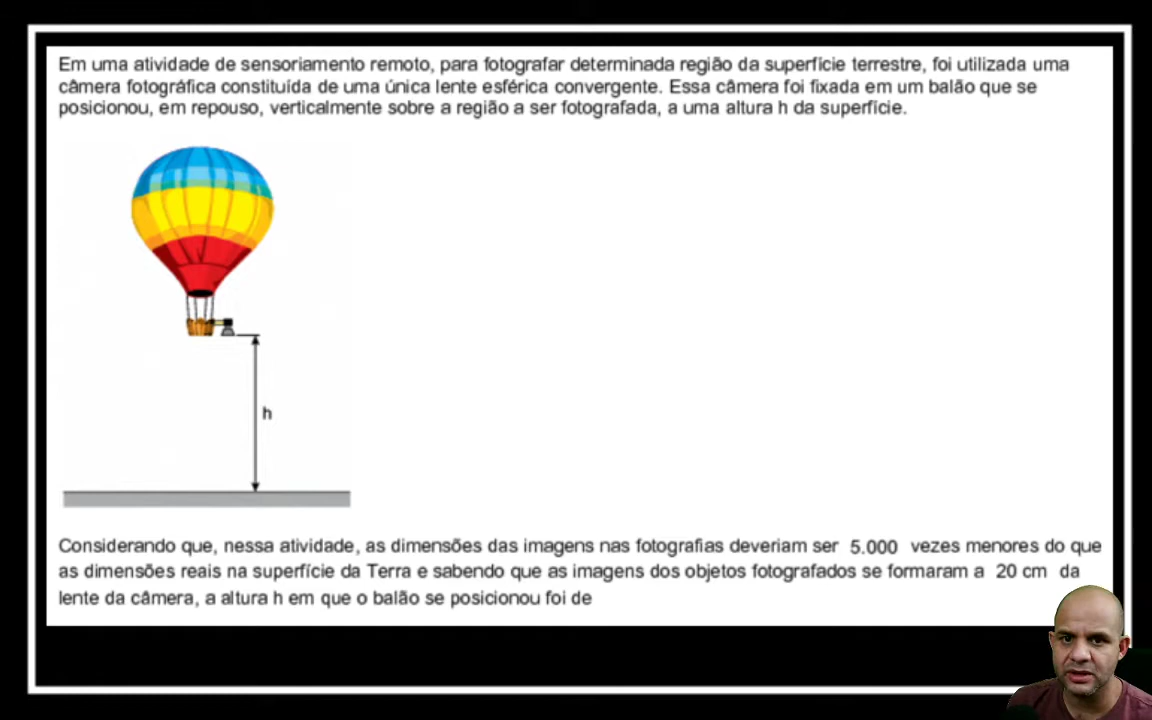 Em uma atividade de sensoriamento remoto, para fotografar determinada região da superfície terrestre, foi utilizada uma
câmera fotográfica constituída de uma única lente esférica convergente. Essa câmera foi fixada em um balão que se
posicionou, em repouso, verticalmente sobre a região a ser fotografada, a uma altura h da superfície.
h
Considerando que, nessa atividade, as dimensões das imagens nas fotografias deveriam ser 5.000 vezes menores do que
as dimensões reais na superfície da Terra e sabendo que as imagens dos objetos fotografados se formaram a 20 cm da
lente da câmera, a altura h em que o balão se posicionou foi de